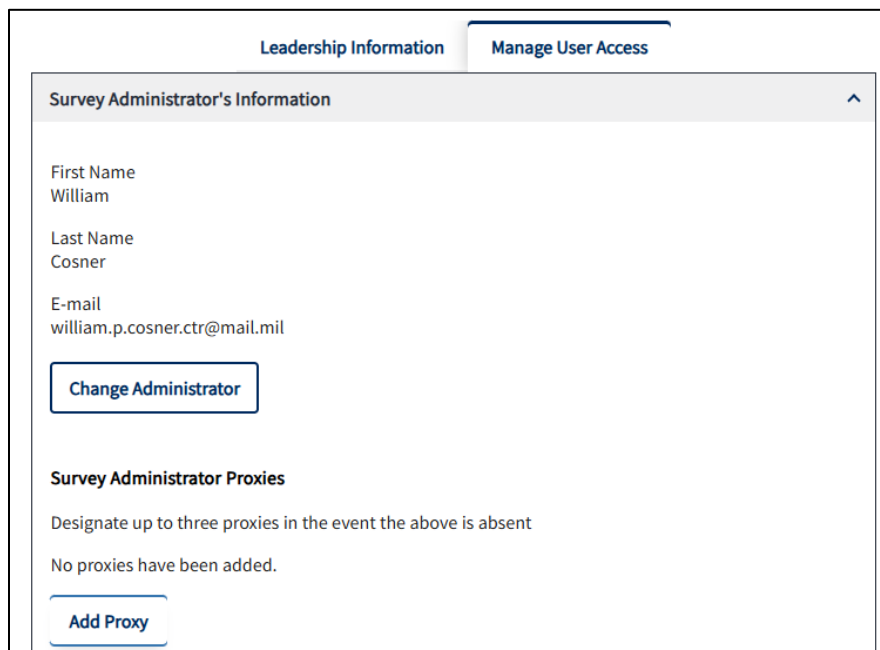 Leadership Information
Manage User Access
Survey Administrator's Information
First Name
William
Last Name
Cosner
E-mail
william.p.cosner.ctr@mail.mil
Change Administrator
Survey Administrator Proxies
Designate up to three proxies in the event the above is absent
No proxies have been added.
Add Proxy